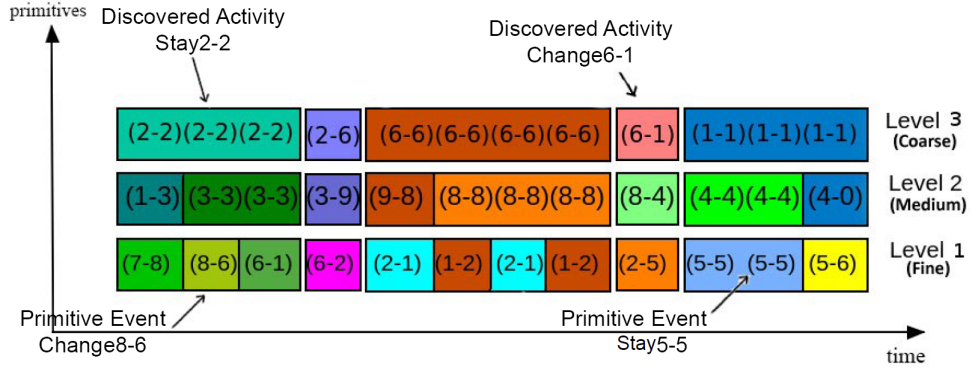 primitives
Discovered Activity
Stay2-2
Discovered Activity
Change6-1
(2-2)(2-2)(2-2) (2-6) (6-6)(6-6)(6-6)(6-6) (6-1) (1-1)(1-1)(1-1) Level 3
(Coarse)
(1-3) (3-3)(3-3) (3-9) (9-8) (8-8)(8-8)(8-8) (8-4) (4-4)(4-4) (4-0) Level 2
(Medium)
(7-8) (8-6) (6-1) (6-2) (2-1) (1-2) (2-1) (1-2) (2-5) (5-5) (5-5) (5-6) Level 1
(Fine)
Primitive Event
Change8-6
Primitive Event
Stay5-5
time